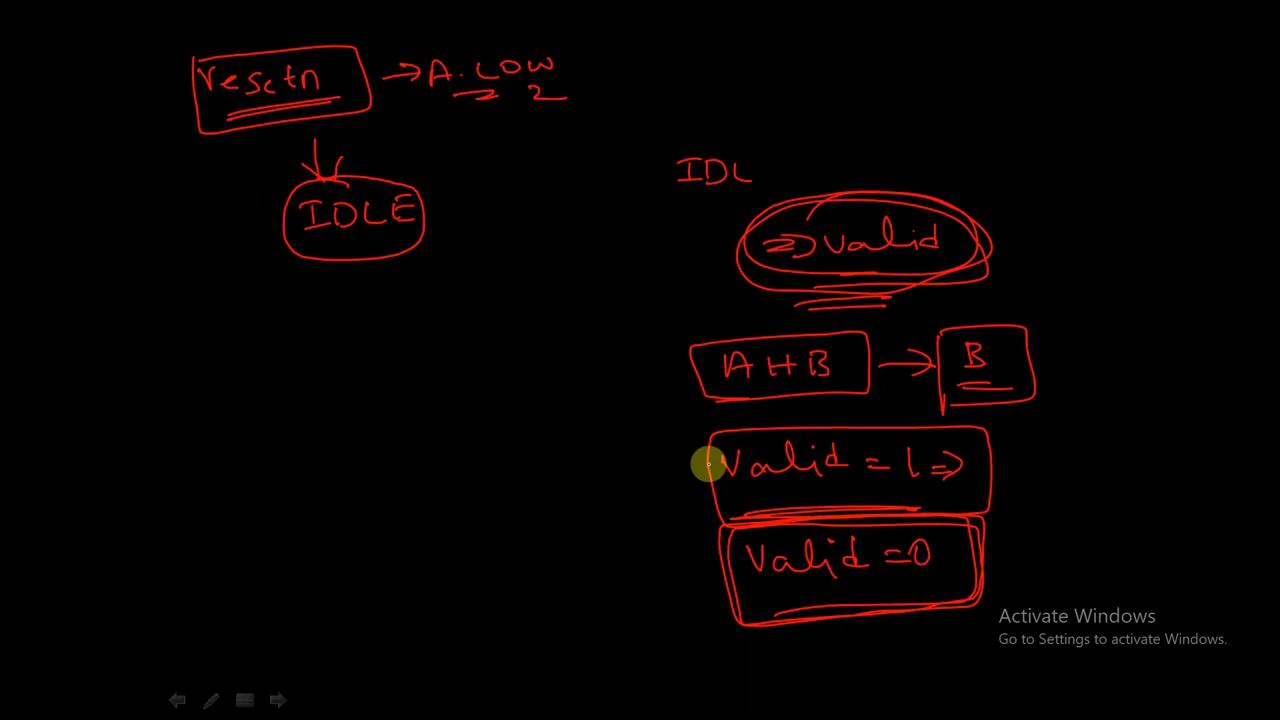 resetn → A. LOW
IDLE
IDL
⇒ valid
AHB → B
Valid = 1 ⇒
Valid = 0
Activate Windows
Go to Settings to activate Windows.